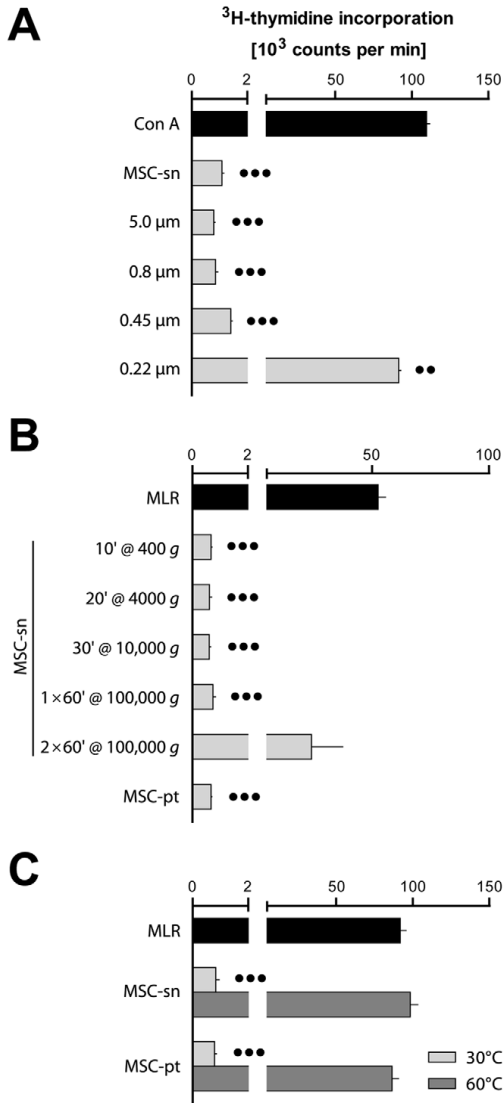 A
³H-thymidine incorporation
[10³ counts per min]
0 2 50 100 150
Con A
MSC-sn
5.0 µm
0.8 µm
0.45 µm
0.22 µm
B
0 2 50 100
MLR
MSC-sn
10' @ 400 g
20' @ 4000 g
30' @ 10,000 g
1×60' @ 100,000 g
2×60' @ 100,000 g
MSC-pt
C
0 2 50 100 150
MLR
MSC-sn
MSC-pt
30°C
60°C